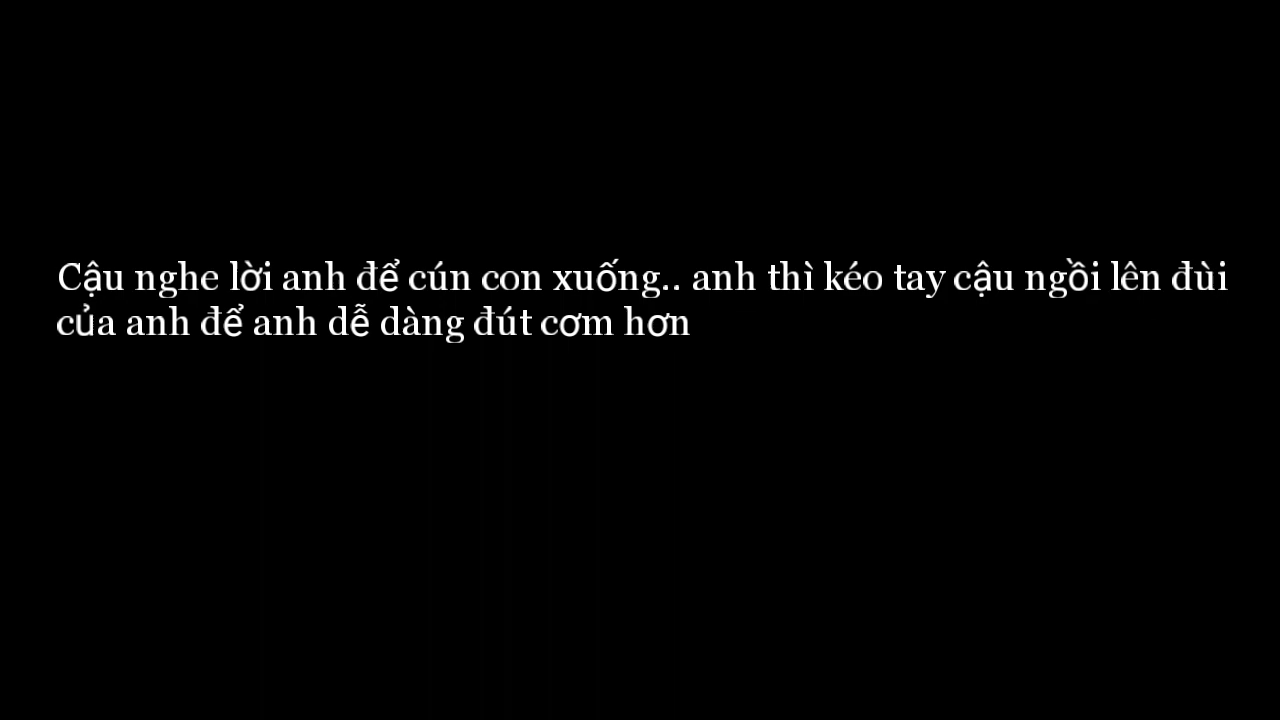 Cậu nghe lời anh để cún con xuống.. anh thì kéo tay cậu ngồi lên đùi
của anh để anh dễ dàng đút cơm hơn